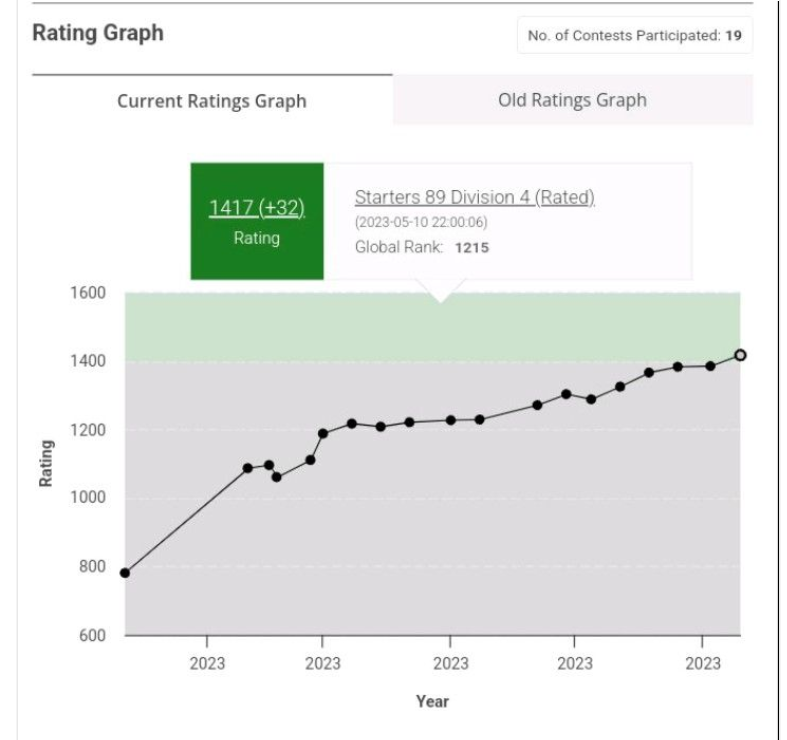 Rating Graph
No. of Contests Participated: 19
Current Ratings Graph
Old Ratings Graph
1417 (+32)
Rating
Starters 89 Division 4 (Rated)
(2023-05-10 22:00:06)
Global Rank: 1215
1600
1400
1200
1000
800
600
Rating
2023 2023 2023 2023 2023
Year